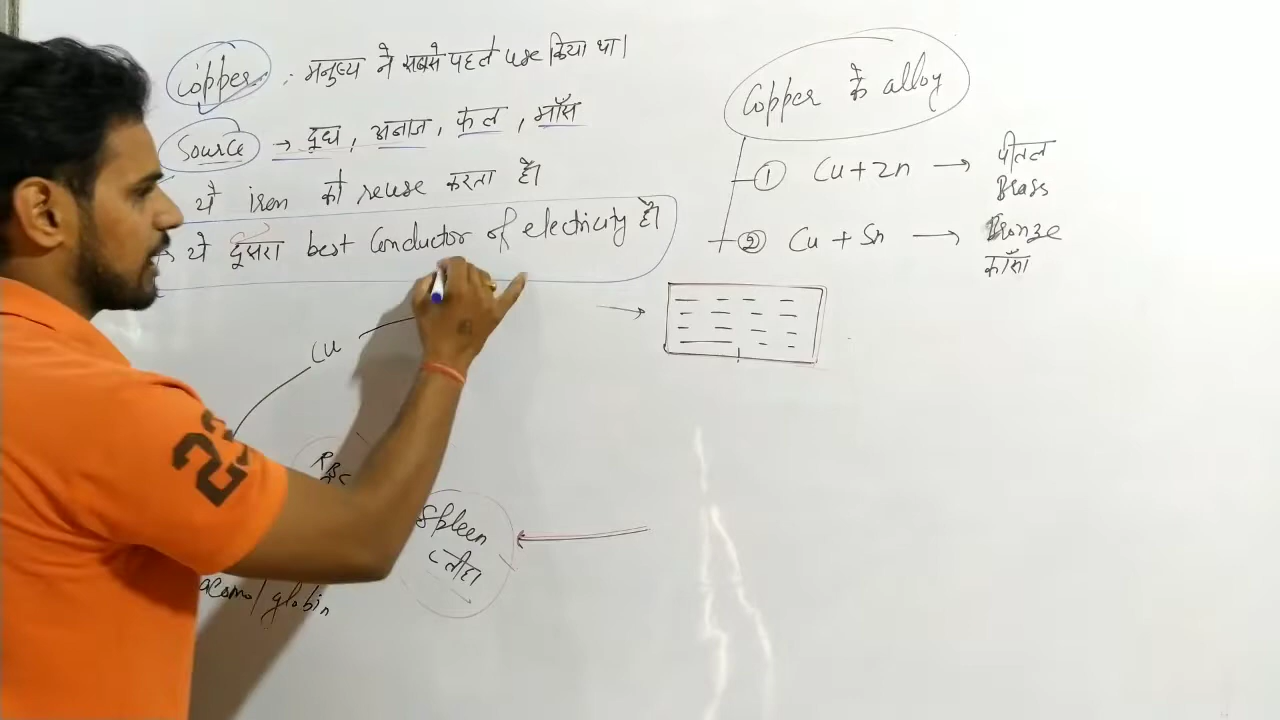 Copper : मनुष्य ने सबसे पहले use किया था।
Source → दूध, अनाज, फल, माँस
ये iron को reuse करता है।
→ ये दूसरा best Conductor of electricity है।
Cu
RBC
Spleen
प्लीहा
globin
23
Copper के alloy
① Cu + Zn → पीतल
Brass
② Cu + Sn → Bronze
काँसा